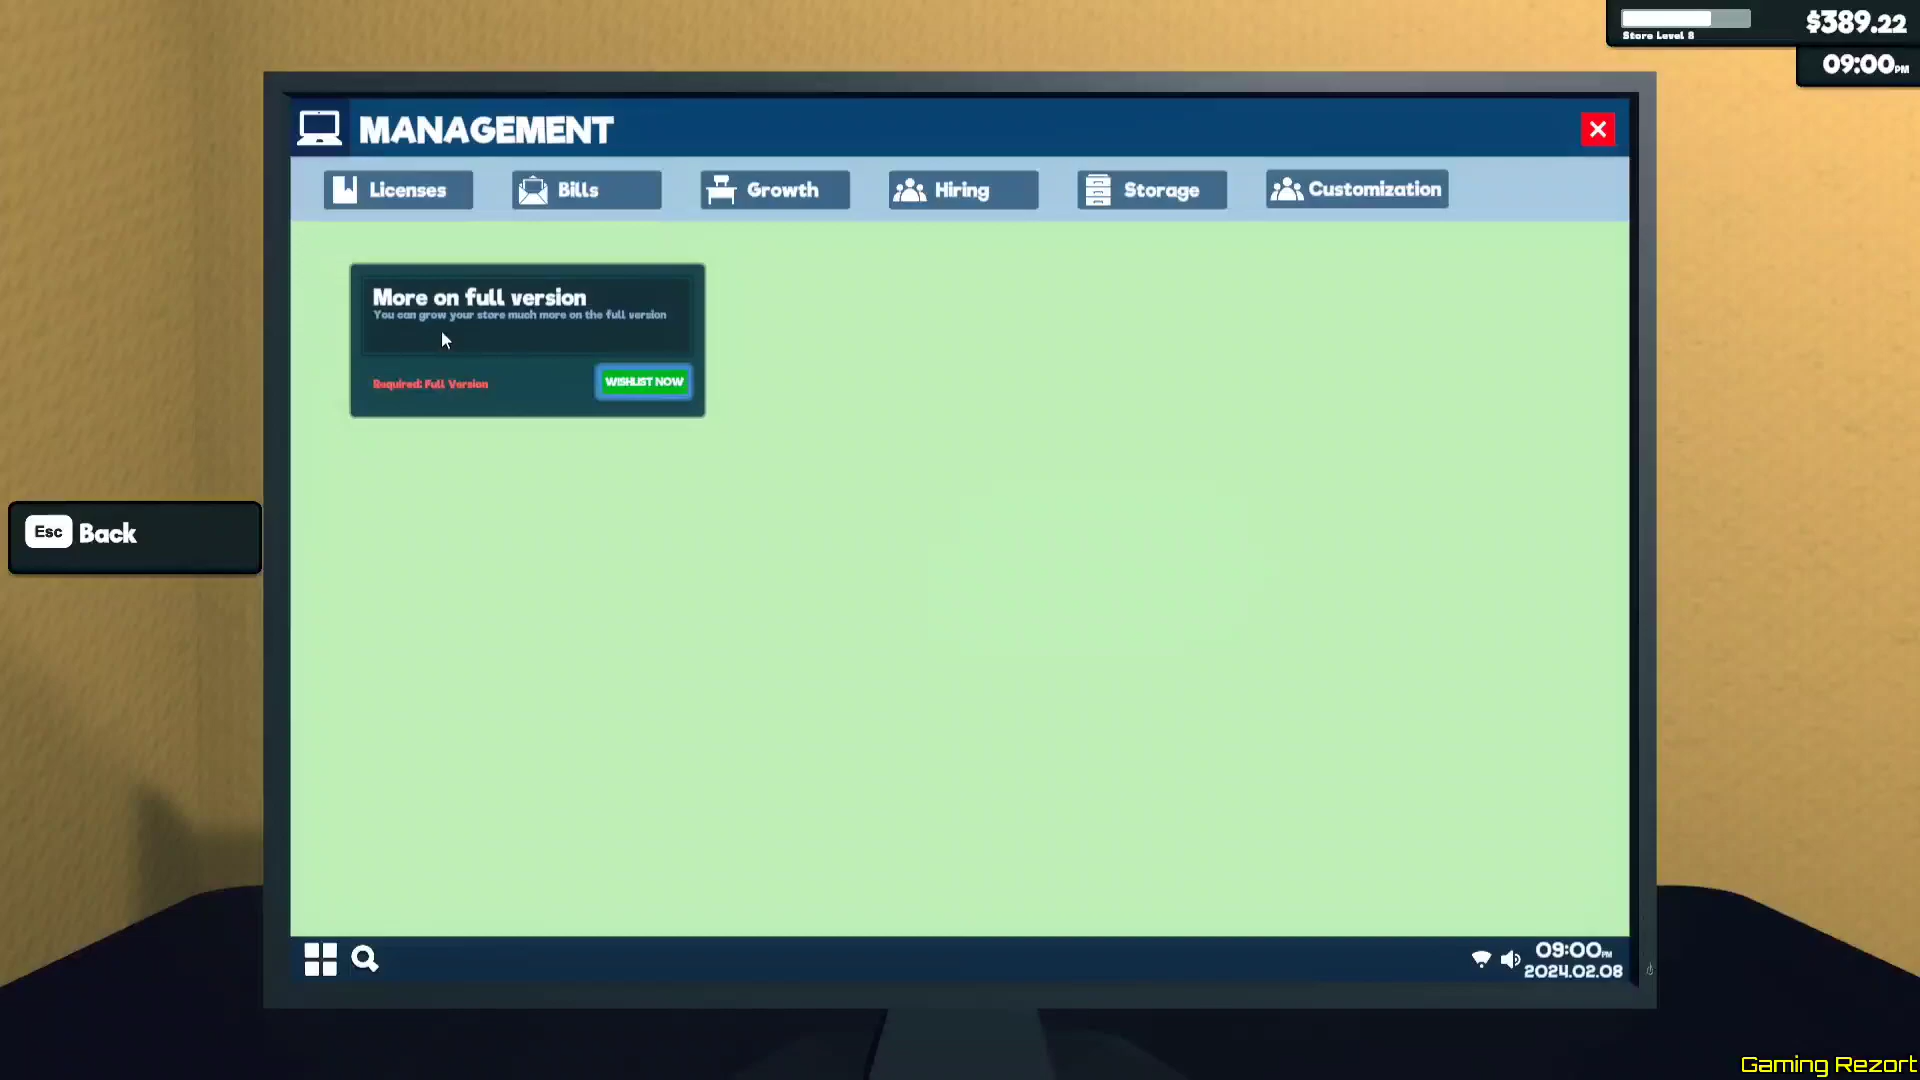 $389.22
Store Level 8
09:00PM
MANAGEMENT
Licenses
Bills
Growth
Hiring
Storage
Customization
More on full version
You can grow your store much more on the full version
Required: Full Version
WISHLIST NOW
Esc Back
09:00PM
2024.02.08
Gaming Rezort